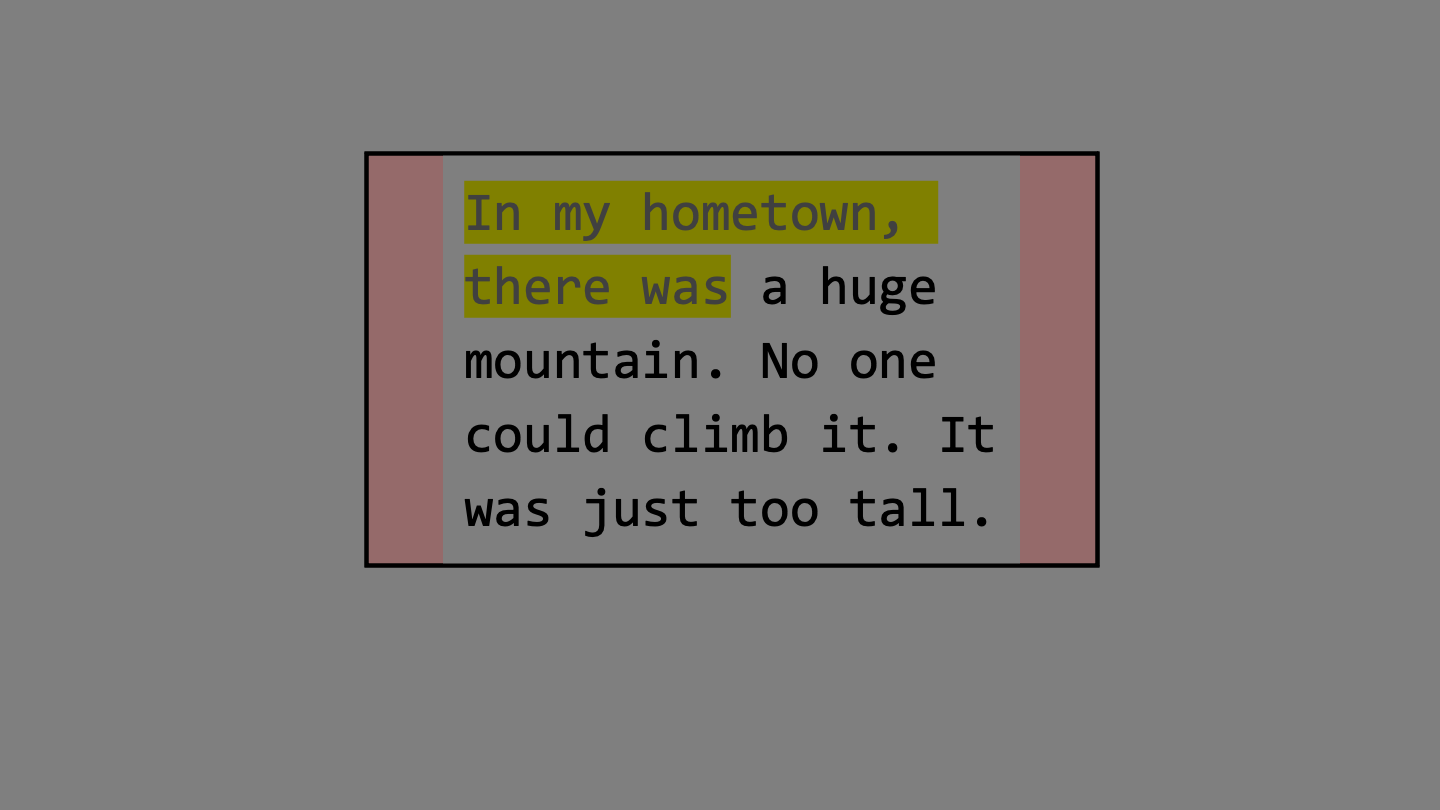 In my hometown,
there was a huge
mountain. No one
could climb it. It
was just too tall.